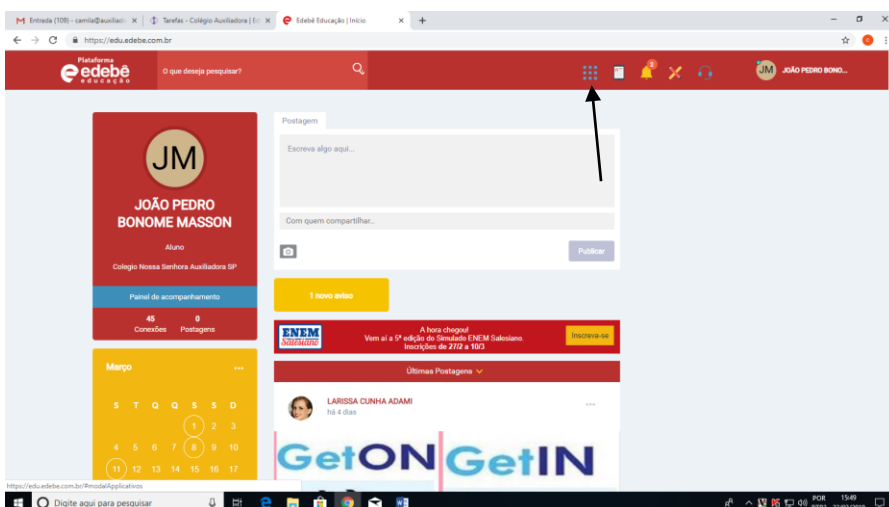 Entrada (109) - camila@auxiliado
Tarefas - Colégio Auxiliadora | Ed
Edebê Educação | Início
https://edu.edebe.com.br
Plataforma
edebê
educação
O que deseja pesquisar?
JM
JOÃO PEDRO BONO...
JM
JOÃO PEDRO
BONOME MASSON
Aluno
Colegio Nossa Senhora Auxiliadora SP
Painel de acompanhamento
45 0
Conexões Postagens
Março ...
S T Q Q S S D
1 2 3
4 5 6 7 8 9 10
11 12 13 14 15 16 17
Postagem
Escreva algo aqui...
Com quem compartilhar..
Publicar
1 novo aviso
ENEM
Salesiano
A hora chegou!
Vem aí a 5ª edição do Simulado ENEM Salesiano.
Inscrições de 27/2 a 10/3
Inscreva-se
Últimas Postagens
LARISSA CUNHA ADAMI
há 4 dias
GetON GetIN
https://edu.edebe.com.br/#modalApplicativos
Digite aqui para pesquisar
POR
15:49